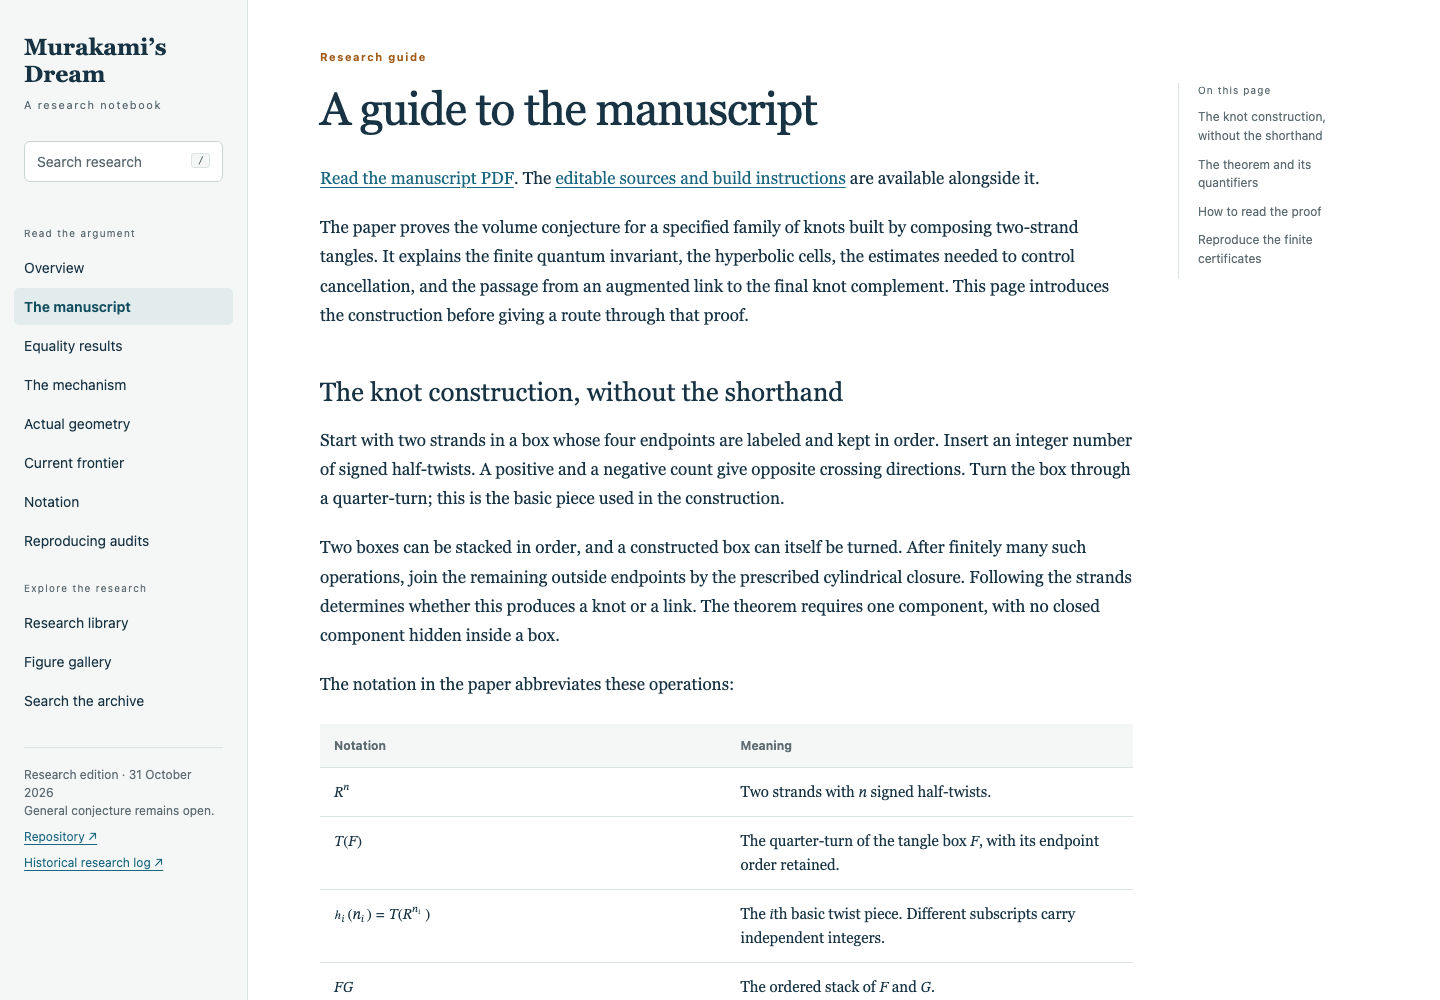 Murakami’s
Dream
A research notebook
Search research /
Read the argument
Overview
The manuscript
Equality results
The mechanism
Actual geometry
Current frontier
Notation
Reproducing audits
Explore the research
Research library
Figure gallery
Search the archive
Research edition · 31 October
2026
General conjecture remains open.
Repository ↗
Historical research log ↗
Research guide
A guide to the manuscript
Read the manuscript PDF. The editable sources and build instructions are available alongside it.
The paper proves the volume conjecture for a specified family of knots built by composing two-strand
tangles. It explains the finite quantum invariant, the hyperbolic cells, the estimates needed to control
cancellation, and the passage from an augmented link to the final knot complement. This page introduces
the construction before giving a route through that proof.
The knot construction, without the shorthand
Start with two strands in a box whose four endpoints are labeled and kept in order. Insert an integer number
of signed half-twists. A positive and a negative count give opposite crossing directions. Turn the box through
a quarter-turn; this is the basic piece used in the construction.
Two boxes can be stacked in order, and a constructed box can itself be turned. After finitely many such
operations, join the remaining outside endpoints by the prescribed cylindrical closure. Following the strands
determines whether this produces a knot or a link. The theorem requires one component, with no closed
component hidden inside a box.
The notation in the paper abbreviates these operations:
Notation Meaning
Rⁿ Two strands with n signed half-twists.
T(F) The quarter-turn of the tangle box F, with its endpoint
order retained.
h_i(n_i) = T(R^{n_i}) The ith basic twist piece. Different subscripts carry
independent integers.
FG The ordered stack of F and G.
On this page
The knot construction,
without the shorthand
The theorem and its
quantifiers
How to read the proof
Reproduce the finite
certificates